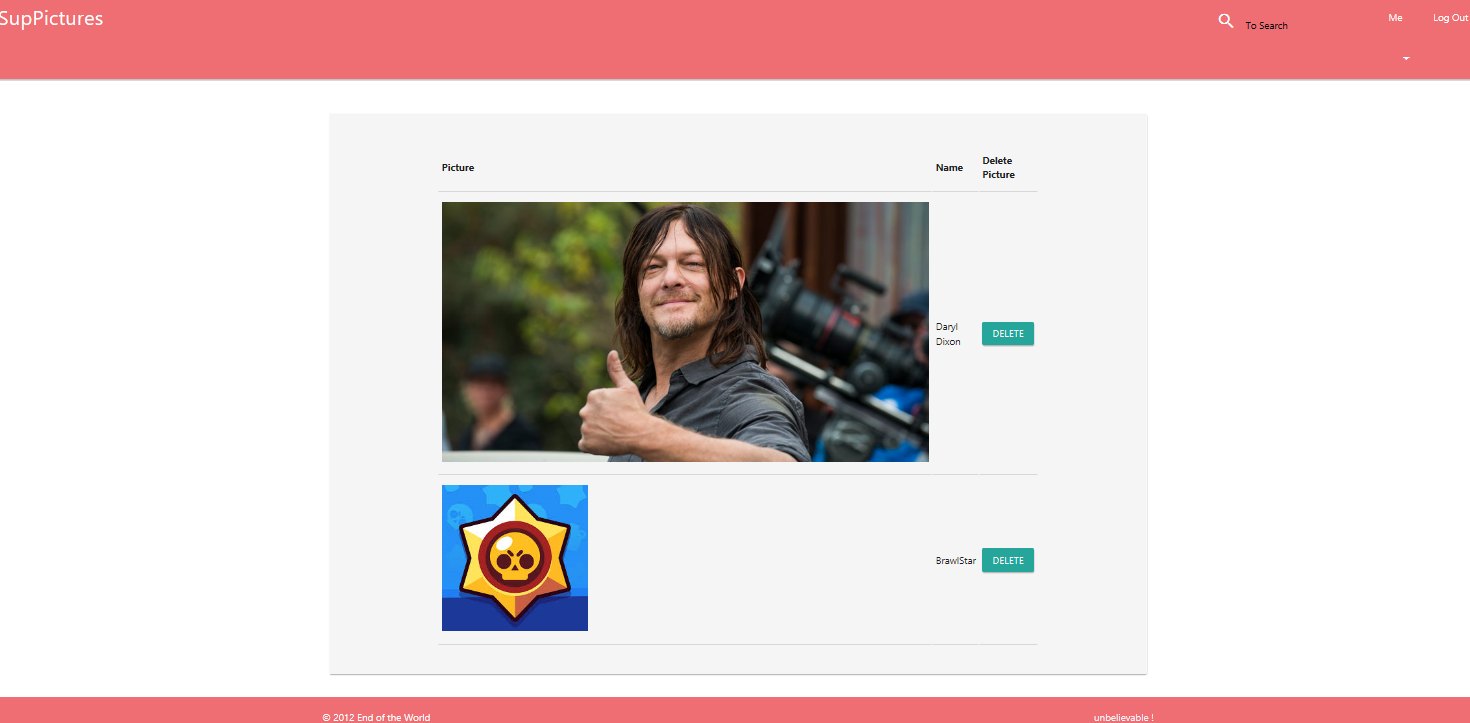 SupPictures
To Search
Me
Log Out
Picture
Name
Delete
Picture
Daryl
Dixon
DELETE
BrawlStar
DELETE
© 2012 End of the World
unbelievable !